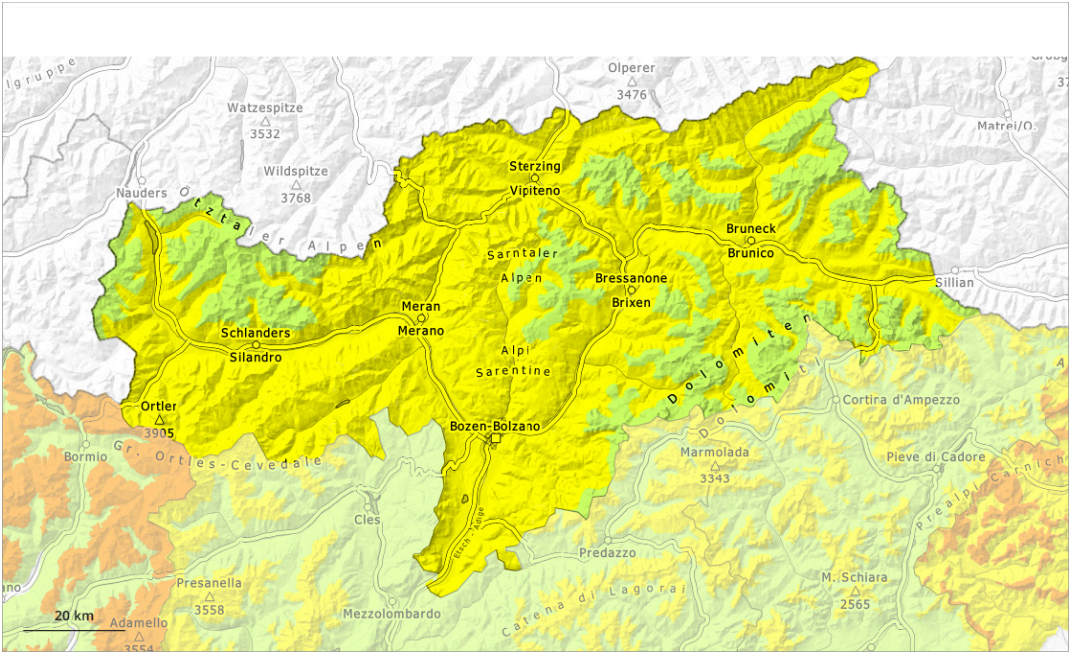 Olperer
3476
Watzespitze
3532
Matrei/O.
Wildspitze
3768
Nauders
Sterzing
Vipiteno
Ötztaler Alpen
Bruneck
Brunico
Sarntaler
Alpen
Bressanone
Brixen
Sillian
Meran
Merano
Schlanders
Silandro
Alpi
Sarentine
Dolomiten
Dolomiti
Ortler
3905
Cortina d'Ampezzo
Bozen-Bolzano
Gr. Ortles-Cevedale
Bormio
Marmolada
3343
Pieve di Cadore
Prealpi Carnich
Cles
Etsch - Adige
Predazzo
Presanella
3558
M. Schiara
2565
Mezzolombardo
Catena di Lagorai
20 km
Adamello
3554